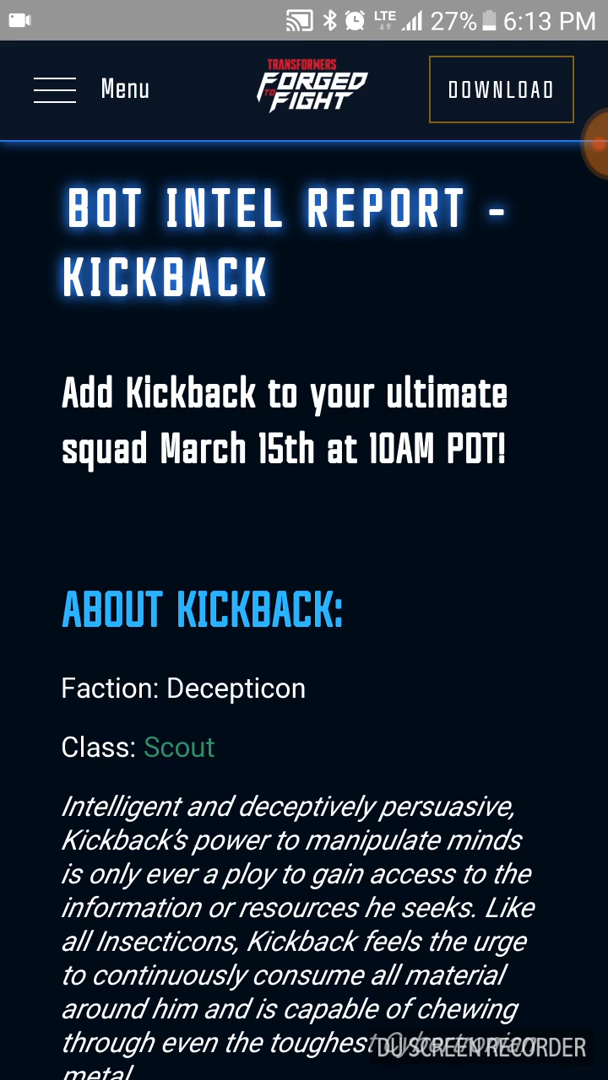 LTE 27% 6:13 PM
Menu
TRANSFORMERS
FORGED
TO
FIGHT
DOWNLOAD
BOT INTEL REPORT -
KICKBACK
Add Kickback to your ultimate
squad March 15th at 10AM PDT!
ABOUT KICKBACK:
Faction: Decepticon
Class: Scout
Intelligent and deceptively persuasive,
Kickback's power to manipulate minds
is only ever a ploy to gain access to the
information or resources he seeks. Like
all Insecticons, Kickback feels the urge
to continuously consume all material
around him and is capable of chewing
through even the toughest Cybertronian
metal
DU SCREEN RECORDER